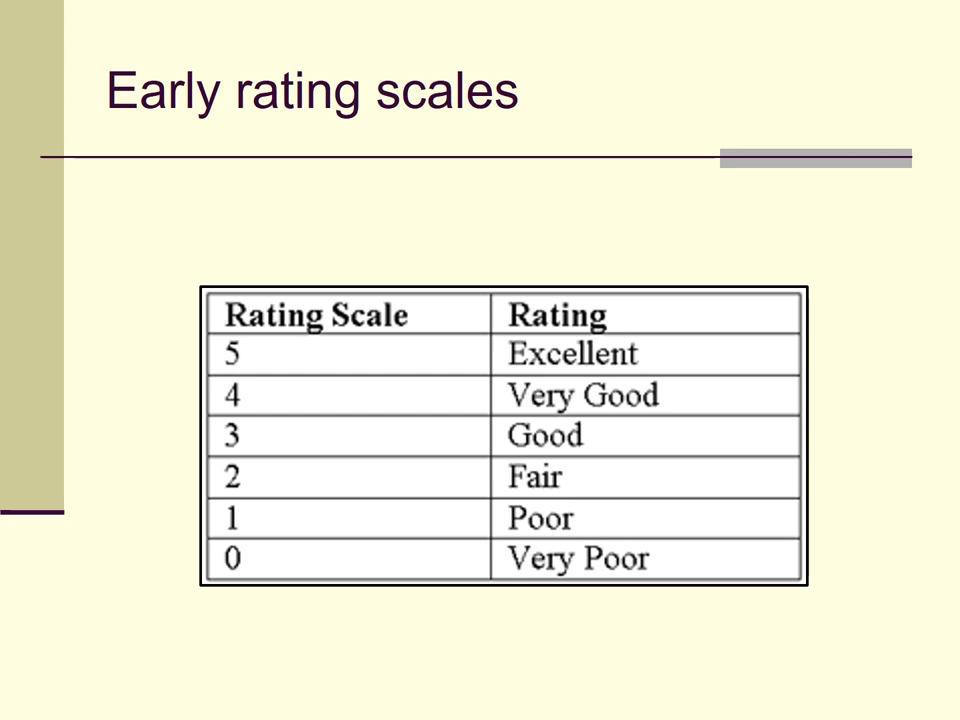 Early rating scales
Rating Scale Rating
5 Excellent
4 Very Good
3 Good
2 Fair
1 Poor
0 Very Poor